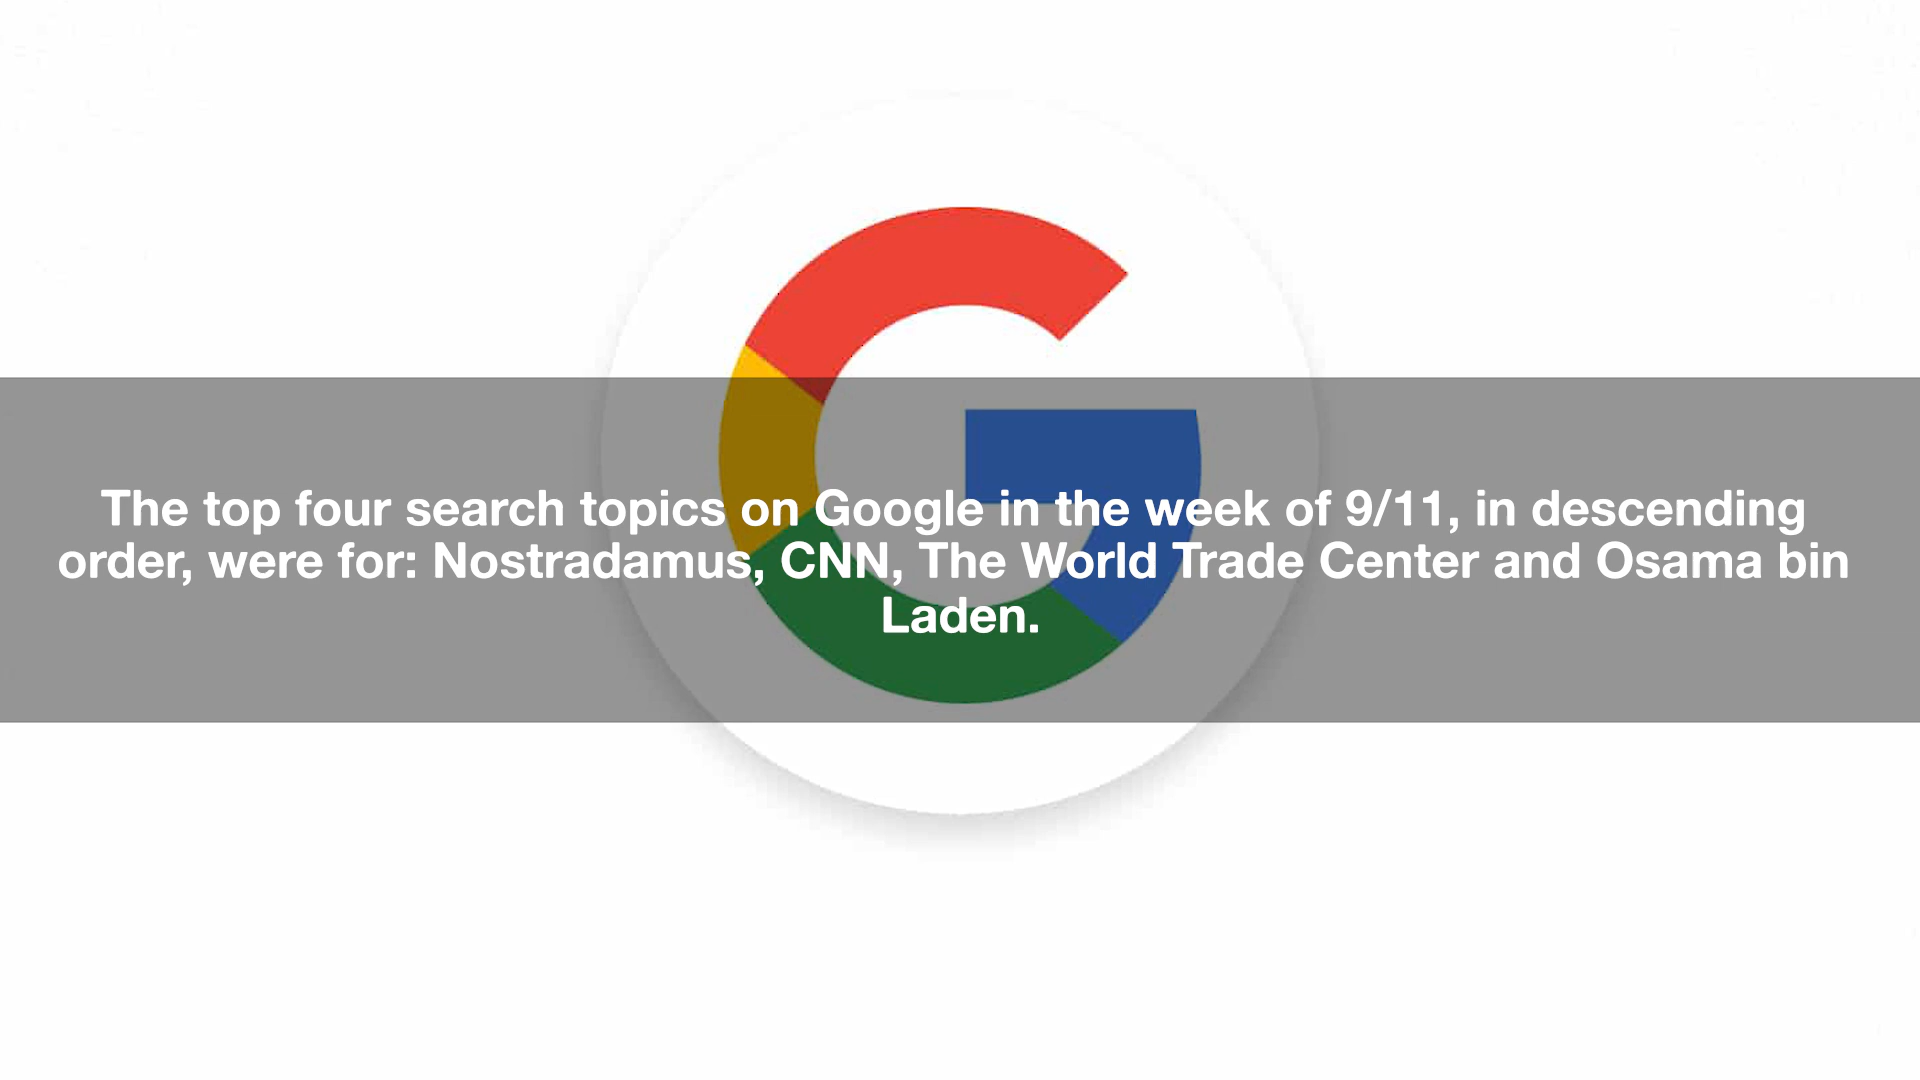 The top four search topics on Google in the week of 9/11, in descending
order, were for: Nostradamus, CNN, The World Trade Center and Osama bin
Laden.